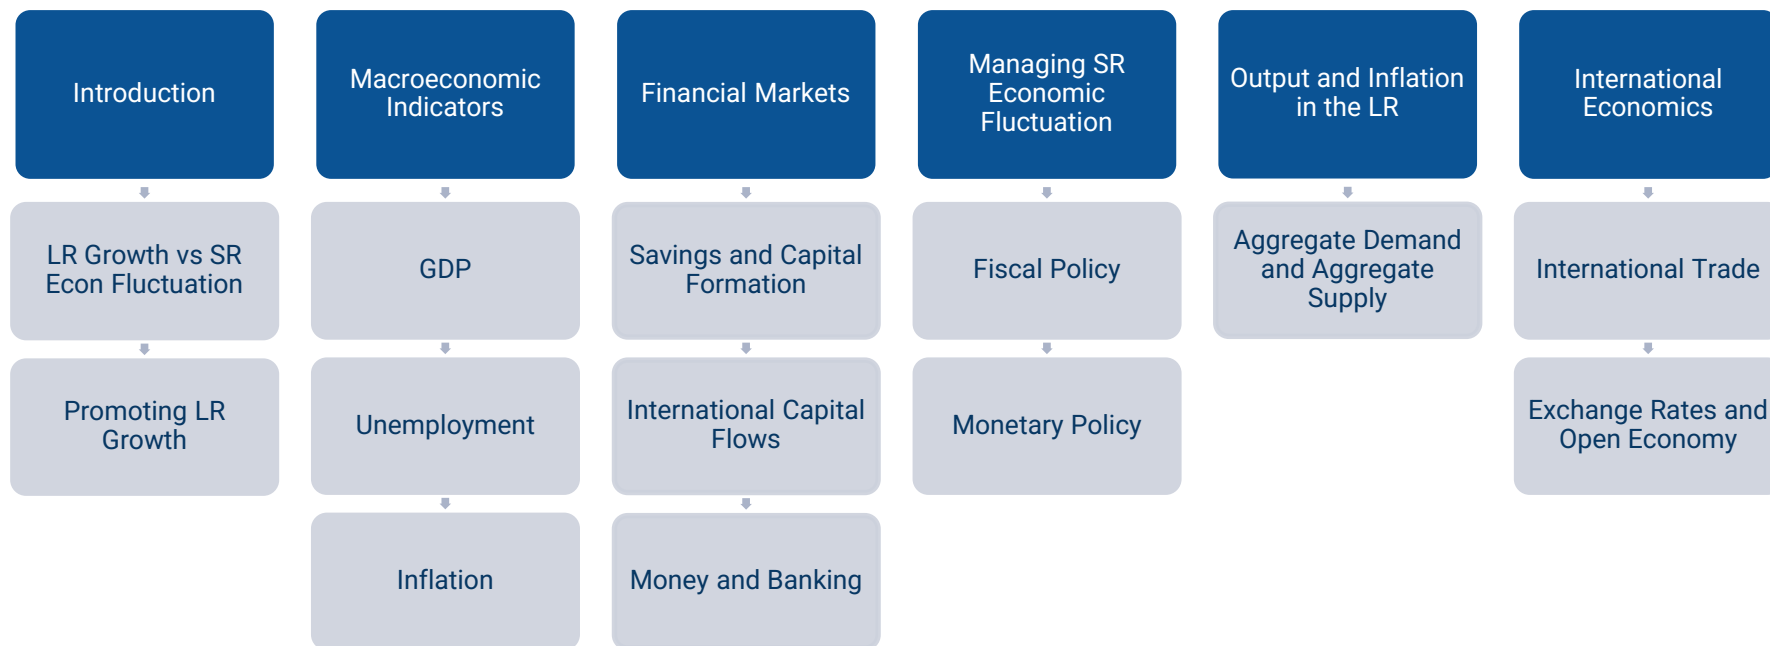 Introduction
LR Growth vs SR
Econ Fluctuation
Promoting LR
Growth
Macroeconomic
Indicators
GDP
Unemployment
Inflation
Financial Markets
Savings and Capital
Formation
International Capital
Flows
Money and Banking
Managing SR
Economic
Fluctuation
Fiscal Policy
Monetary Policy
Output and Inflation
in the LR
Aggregate Demand
and Aggregate
Supply
International
Economics
International Trade
Exchange Rates and
Open Economy